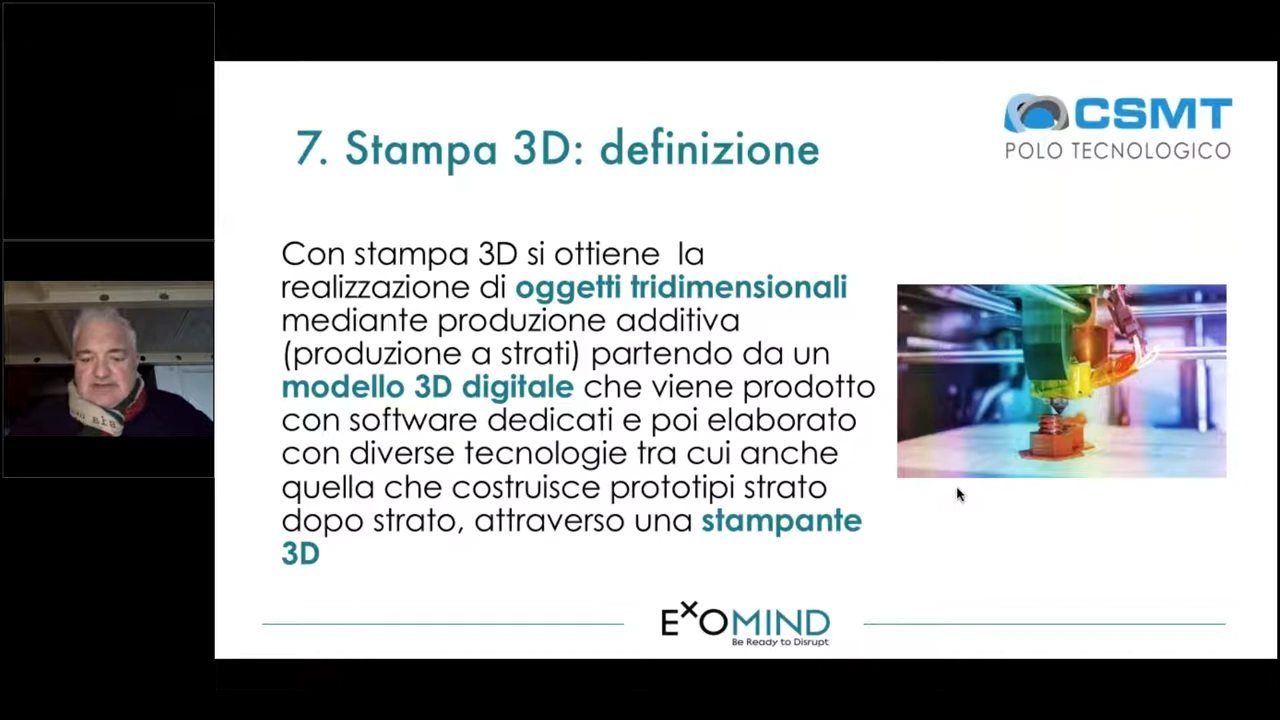 7. Stampa 3D: definizione
CSMT
POLO TECNOLOGICO
Con stampa 3D si ottiene  la
realizzazione di oggetti tridimensionali
mediante produzione additiva
(produzione a strati) partendo da un
modello 3D digitale che viene prodotto
con software dedicati e poi elaborato
con diverse tecnologie tra cui anche
quella che costruisce prototipi strato
dopo strato, attraverso una stampante
3D
EXOMIND
Be Ready to Disrupt